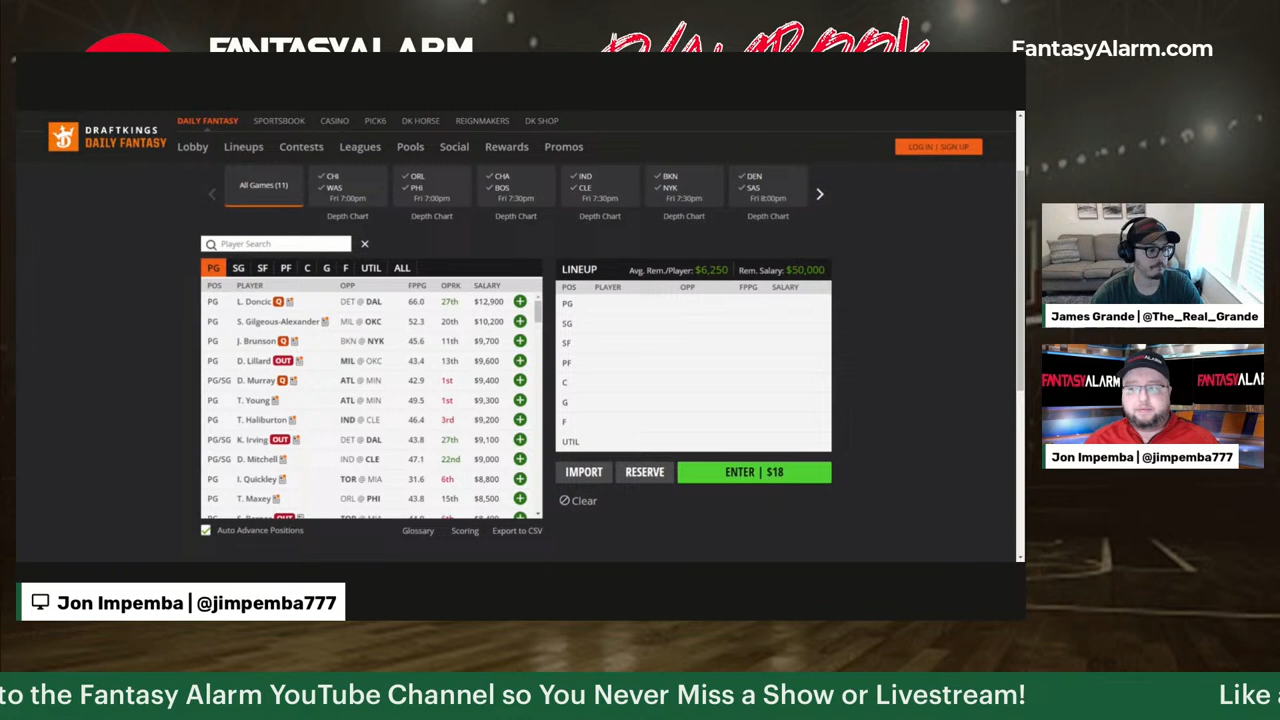 FANTASYALARM
PLAYBOOK
FantasyAlarm.com
DRAFTKINGS
DAILY FANTASY
DAILY FANTASY SPORTSBOOK CASINO PICK6 DK HORSE REIGNMAKERS DK SHOP
Lobby Lineups Contests Leagues Pools Social Rewards Promos
LOG IN / SIGN UP
All Games (11)
CHI ORL CHA IND BKN DEN
WAS PHI BOS CLE NYK SAS
Fri 7:00pm Fri 7:00pm Fri 7:30pm Fri 7:30pm Fri 7:30pm Fri 8:00pm
Depth Chart Depth Chart Depth Chart Depth Chart Depth Chart Depth Chart
Player Search
PG SG SF PF C G F UTIL ALL
POS PLAYER OPP FPPG OPRK SALARY
PG L. Doncic Q DET @ DAL 66.0 27th $12,900
PG S. Gilgeous-Alexander MIL @ OKC 52.3 20th $10,200
PG J. Brunson Q BKN @ NYK 45.6 11th $9,700
PG D. Lillard OUT MIL @ OKC 43.4 13th $9,600
PG/SG D. Murray Q ATL @ MIN 42.9 1st $9,400
PG T. Young ATL @ MIN 49.5 1st $9,300
PG T. Haliburton IND @ CLE 46.4 3rd $9,200
PG/SG K. Irving OUT DET @ DAL 43.8 27th $9,100
PG/SG D. Mitchell IND @ CLE 47.1 22nd $9,000
PG I. Quickley TOR @ MIA 31.6 6th $8,800
PG T. Maxey ORL @ PHI 43.8 15th $8,500
Auto Advance Positions
Glossary Scoring Export to CSV
LINEUP Avg. Rem./Player: $6,250 Rem. Salary: $50,000
POS PLAYER OPP FPPG SALARY
PG
SG
SF
PF
C
G
F
UTIL
IMPORT RESERVE ENTER | $18
Clear
James Grande | @The_Real_Grande
FANTASYALARM
FANTASYALA
Jon Impemba | @jimpemba777
Jon Impemba | @jimpemba777
to the Fantasy Alarm YouTube Channel so You Never Miss a Show or Livestream! Like